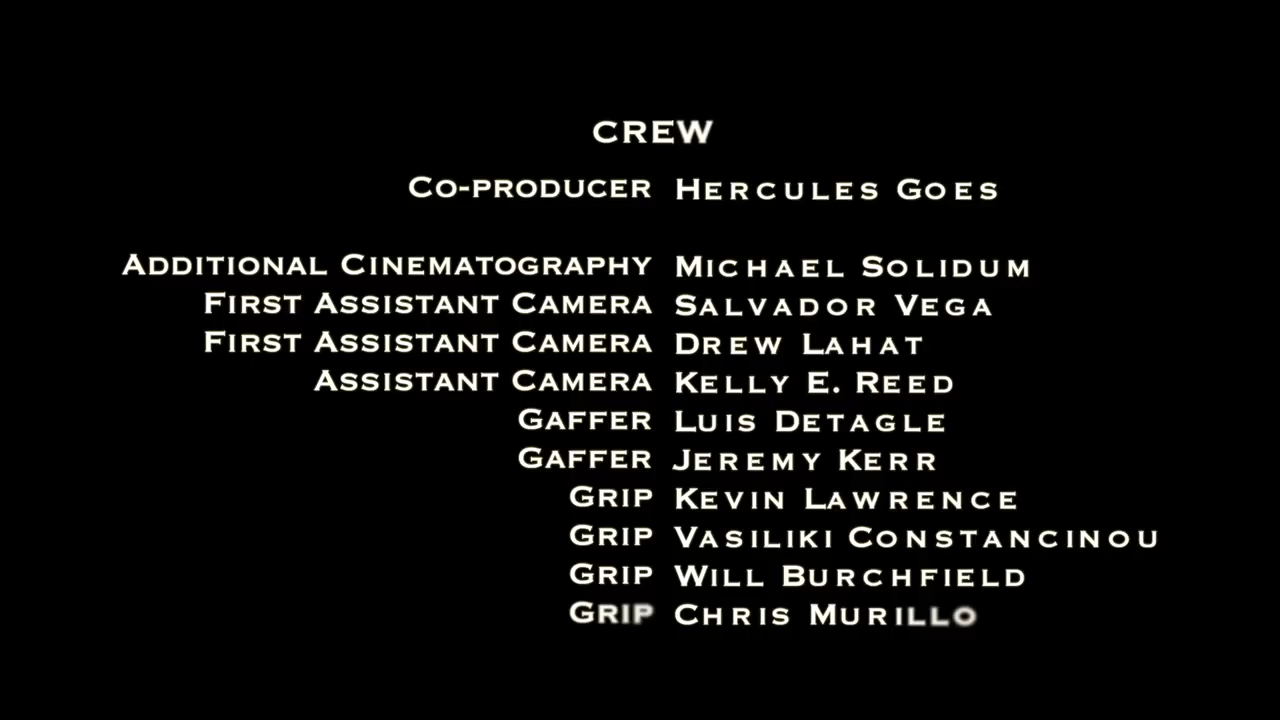 CREW
CO-PRODUCER HERCULES GOES
ADDITIONAL CINEMATOGRAPHY MICHAEL SOLIDUM
FIRST ASSISTANT CAMERA SALVADOR VEGA
FIRST ASSISTANT CAMERA DREW LAHAT
ASSISTANT CAMERA KELLY E. REED
GAFFER LUIS DETAGLE
GAFFER JEREMY KERR
GRIP KEVIN LAWRENCE
GRIP VASILIKI CONSTANCINOU
GRIP WILL BURCHFIELD
GRIP CHRIS MURILLO